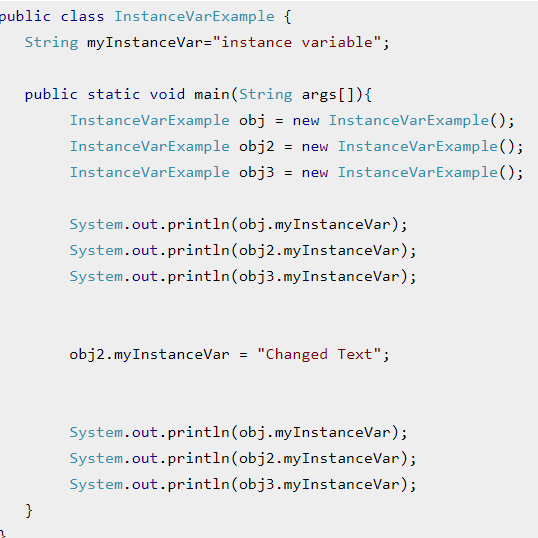 public class InstanceVarExample {
String myInstanceVar="instance variable";
public static void main(String args[]){
InstanceVarExample obj = new InstanceVarExample();
InstanceVarExample obj2 = new InstanceVarExample();
InstanceVarExample obj3 = new InstanceVarExample();
System.out.println(obj.myInstanceVar);
System.out.println(obj2.myInstanceVar);
System.out.println(obj3.myInstanceVar);
obj2.myInstanceVar = "Changed Text";
System.out.println(obj.myInstanceVar);
System.out.println(obj2.myInstanceVar);
System.out.println(obj3.myInstanceVar);
}
}